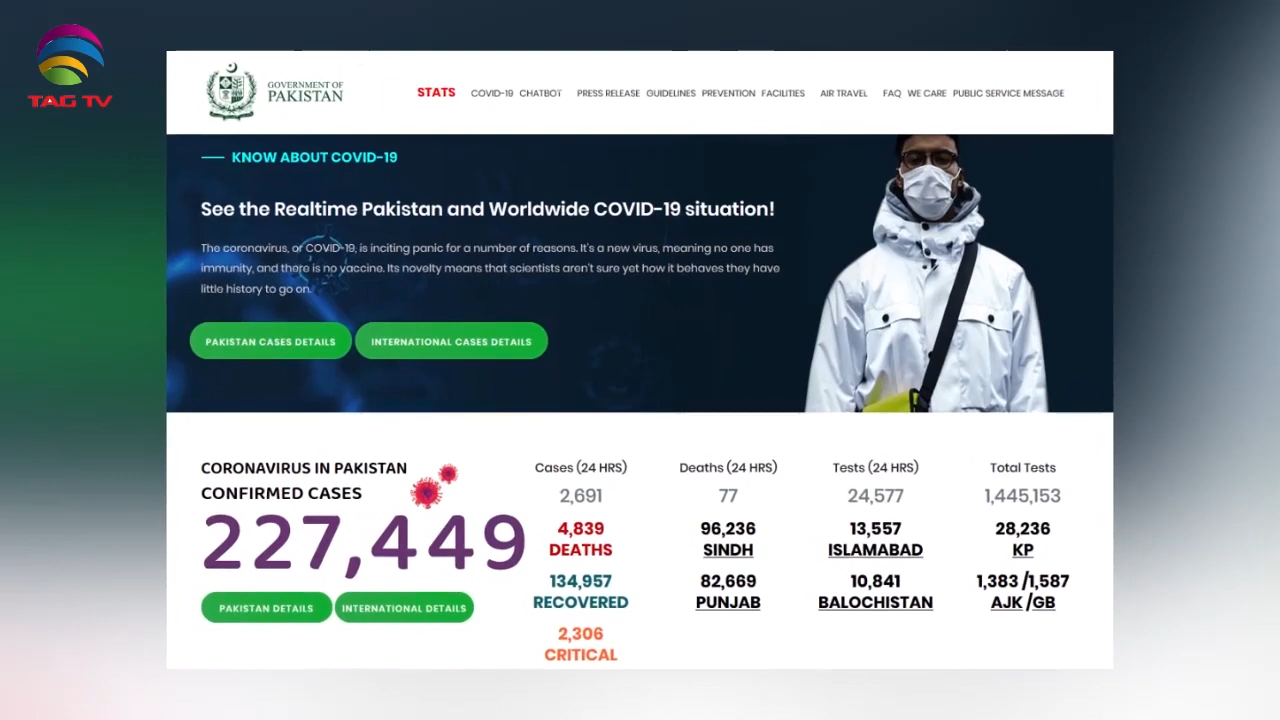 TAG TV
GOVERNMENT OF
PAKISTAN
STATS COVID-19 CHATBOT PRESS RELEASE GUIDELINES PREVENTION FACILITIES AIR TRAVEL FAQ WE CARE PUBLIC SERVICE MESSAGE
KNOW ABOUT COVID-19
See the Realtime Pakistan and Worldwide COVID-19 situation!
The coronavirus, or COVID-19, is inciting panic for a number of reasons. It's a new virus, meaning no one has
immunity, and there is no vaccine. Its novelty means that scientists aren't sure yet how it behaves they have
little history to go on.
PAKISTAN CASES DETAILS
INTERNATIONAL CASES DETAILS
CORONAVIRUS IN PAKISTAN
CONFIRMED CASES
227,449
PAKISTAN DETAILS
INTERNATIONAL DETAILS
Cases (24 HRS) Deaths (24 HRS) Tests (24 HRS) Total Tests
2,691 77 24,577 1,445,153
4,839 96,236 13,557 28,236
DEATHS SINDH ISLAMABAD KP
134,957 82,669 10,841 1,383 /1,587
RECOVERED PUNJAB BALOCHISTAN AJK /GB
2,306
CRITICAL